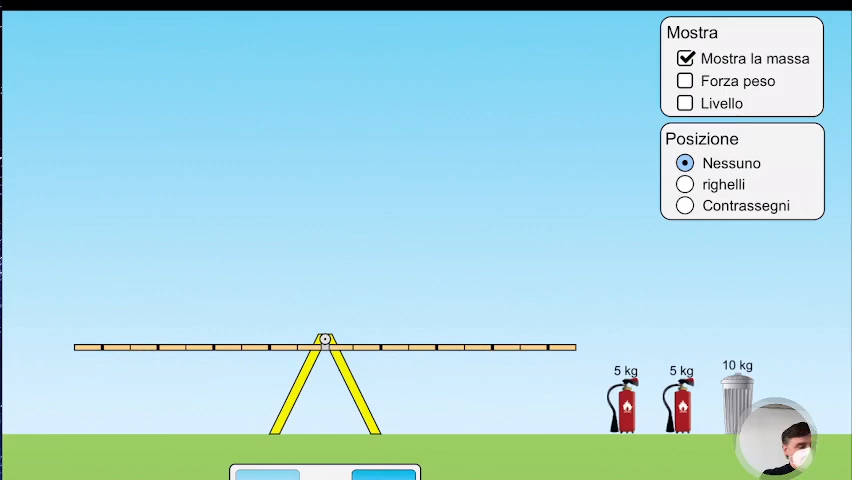 Mostra
Mostra la massa
Forza peso
Livello
Posizione
Nessuno
righelli
Contrassegni
5 kg
5 kg
10 kg